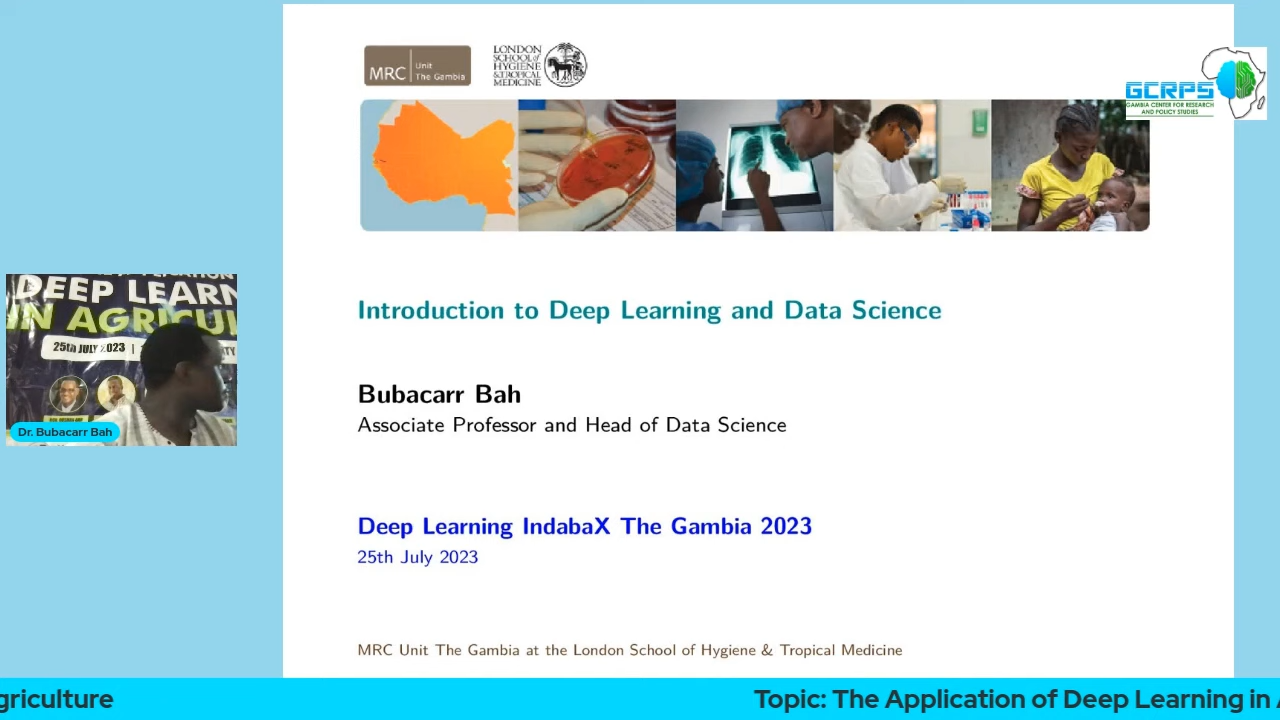 MRC
Unit
The Gambia
LONDON
SCHOOL of
HYGIENE
& TROPICAL
MEDICINE
GCRPS
GAMBIA CENTER FOR RESEARCH
AND POLICY STUDIES
Introduction to Deep Learning and Data Science
Bubacarr Bah
Associate Professor and Head of Data Science
DEEP LEARN
IN AGRICUL
25th JULY 2023 |
Dr. Bubacarr Bah
Deep Learning IndabaX The Gambia 2023
25th July 2023
MRC Unit The Gambia at the London School of Hygiene & Tropical Medicine
griculture
Topic: The Application of Deep Learning in A